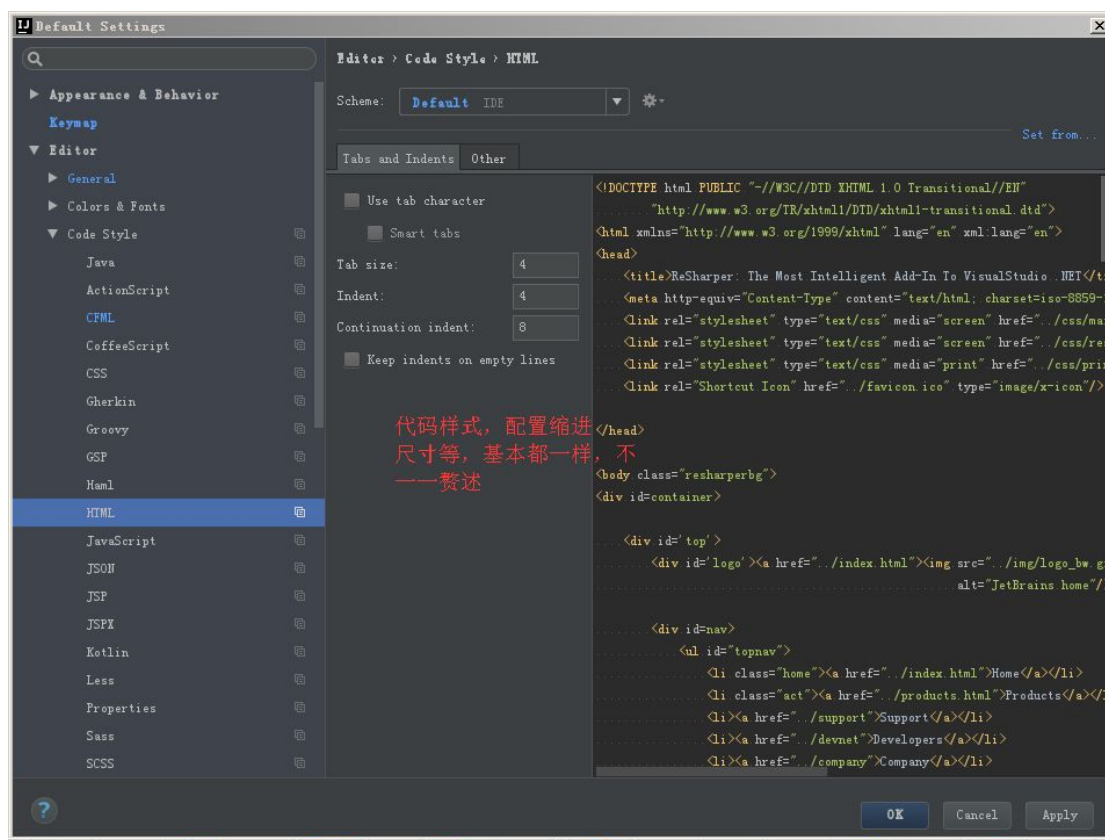 Default Settings
Editor > Code Style > HTML
Appearance & Behavior
Keymap
Editor
General
Colors & Fonts
Code Style
Java
ActionScript
CFML
CoffeeScript
CSS
Gherkin
Groovy
GSP
Haml
HTML
JavaScript
JSON
JSP
JSPX
Kotlin
Less
Properties
Sass
SCSS
Scheme: Default IDE
Set from...
Tabs and Indents Other
Use tab character
Smart tabs
Tab size: 4
Indent: 4
Continuation indent: 8
Keep indents on empty lines
代码样式，配置缩进
尺寸等，基本都一样，不
一一赘述
<!DOCTYPE html PUBLIC "-//W3C//DTD XHTML 1.0 Transitional//EN"
"http://www.w3.org/TR/xhtml1/DTD/xhtml1-transitional.dtd">
<html xmlns="http://www.w3.org/1999/xhtml" lang="en" xml:lang="en">
<head>
<title>ReSharper: The Most Intelligent Add-In To VisualStudio .NET</t
<meta http-equiv="Content-Type" content="text/html; charset=iso-8859-
<link rel="stylesheet" type="text/css" media="screen" href="../css/ma
<link rel="stylesheet" type="text/css" media="screen" href="../css/re
<link rel="stylesheet" type="text/css" media="print" href="../css/pri
<link rel="Shortcut Icon" href="../favicon.ico" type="image/x-icon"/>
</head>
<body class="resharperbg">
<div id=container>
<div id='top'>
<div id='logo'><a href="../index.html"><img src="../img/logo_bw.g
alt="JetBrains home"/
<div id=nav>
<ul id="topnav">
<li class="home"><a href="../index.html">Home</a></li>
<li class="act"><a href="../products.html">Products</a></
<li><a href="../support">Support</a></li>
<li><a href="../devnet">Developers</a></li>
<li><a href="../company">Company</a></li>
OK Cancel Apply